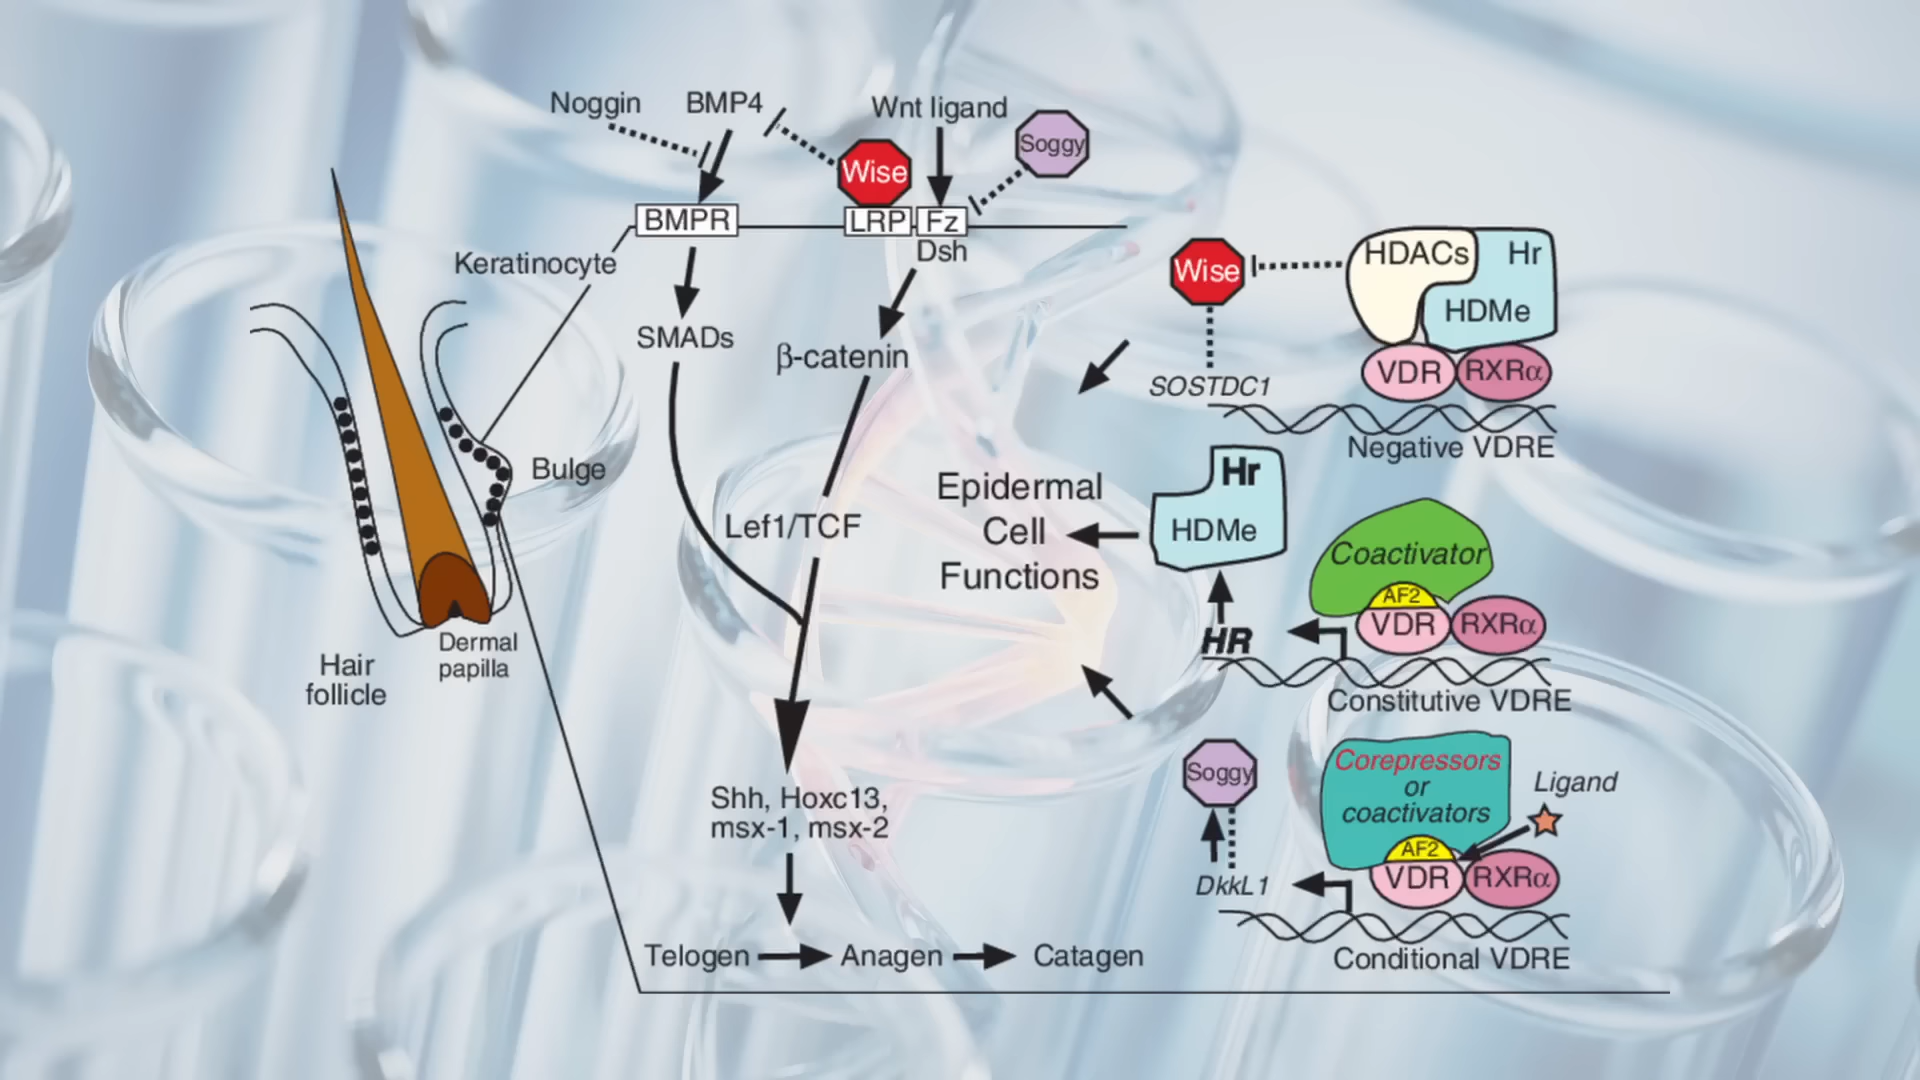 Noggin
BMP4
Wnt ligand
Soggy
Wise
BMPR
LRP
Fz
Dsh
Keratinocyte
SMADs
β-catenin
Bulge
Lef1/TCF
Dermal
papilla
Hair
follicle
Shh, Hoxc13,
msx-1, msx-2
Telogen
Anagen
Catagen
Epidermal
Cell
Functions
Wise
SOSTDC1
HDACs
Hr
HDMe
VDR
RXRα
Negative VDRE
Hr
HDMe
HR
Coactivator
AF2
VDR
RXRα
Constitutive VDRE
Soggy
DkkL1
Corepressors
or
coactivators
Ligand
AF2
VDR
RXRα
Conditional VDRE